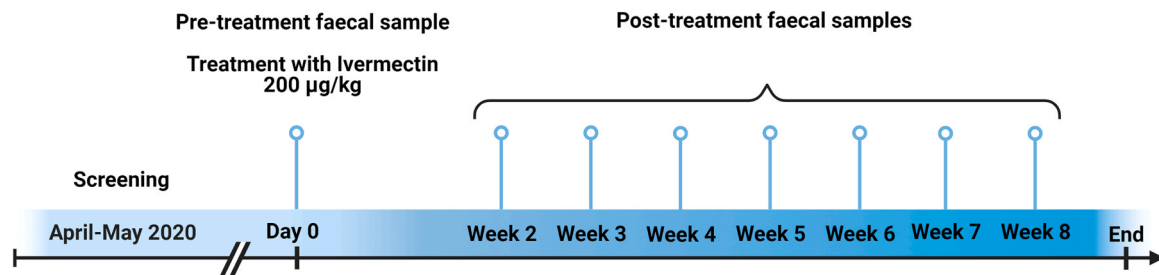 Pre-treatment faecal sample
Treatment with Ivermectin
200 µg/kg
Post-treatment faecal samples
Screening
April-May 2020
Day 0
Week 2
Week 3
Week 4
Week 5
Week 6
Week 7
Week 8
End